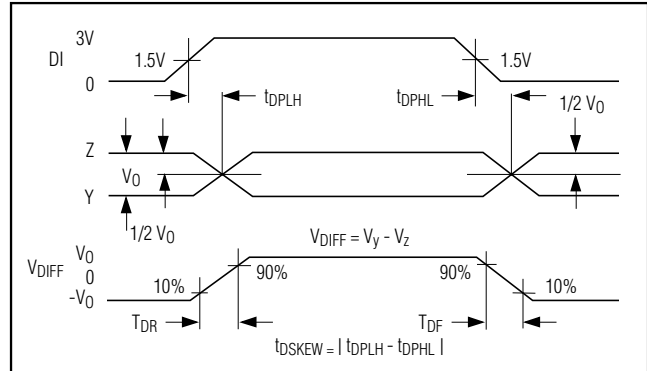 3V
DI
1.5V
1.5V
0
tDPLH
tDPHL
1/2 VO
Z
VO
Y
1/2 VO
VDIFF = Vy - Vz
VDIFF
VO
0
-VO
10%
90%
90%
10%
TDR
TDF
tDSKEW = | tDPLH - tDPHL |